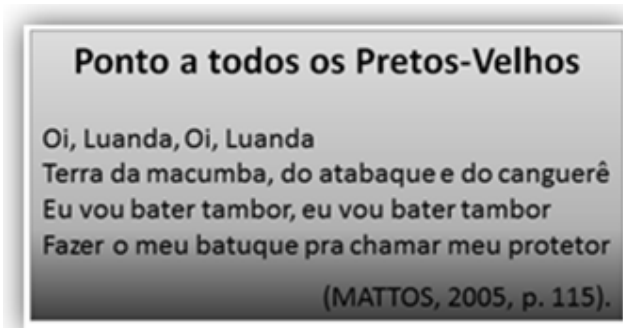 Ponto a todos os Pretos-Velhos
Oi, Luanda, Oi, Luanda
Terra da macumba, do atabaque e do canguerê
Eu vou bater tambor, eu vou bater tambor
Fazer o meu batuque pra chamar meu protetor
(MATTOS, 2005, p. 115).